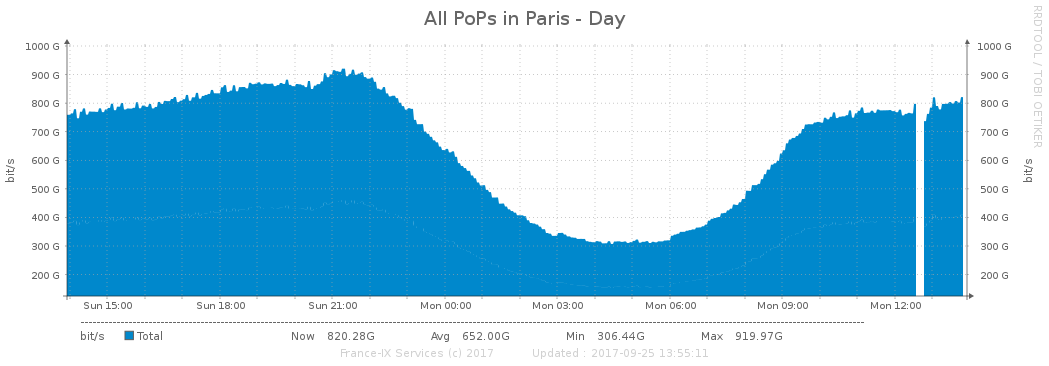 All PoPs in Paris - Day
RRDTOOL / TOBI OETIKER
1000 G 1000 G
900 G 900 G
800 G 800 G
700 G 700 G
600 G 600 G
500 G 500 G
400 G 400 G
300 G 300 G
200 G 200 G
bit/s bit/s
Sun 15:00 Sun 18:00 Sun 21:00 Mon 00:00 Mon 03:00 Mon 06:00 Mon 09:00 Mon 12:00
bit/s Total Now 820.28G Avg 652.00G Min 306.44G Max 919.97G
France-IX Services (c) 2017 Updated : 2017-09-25 13:55:11